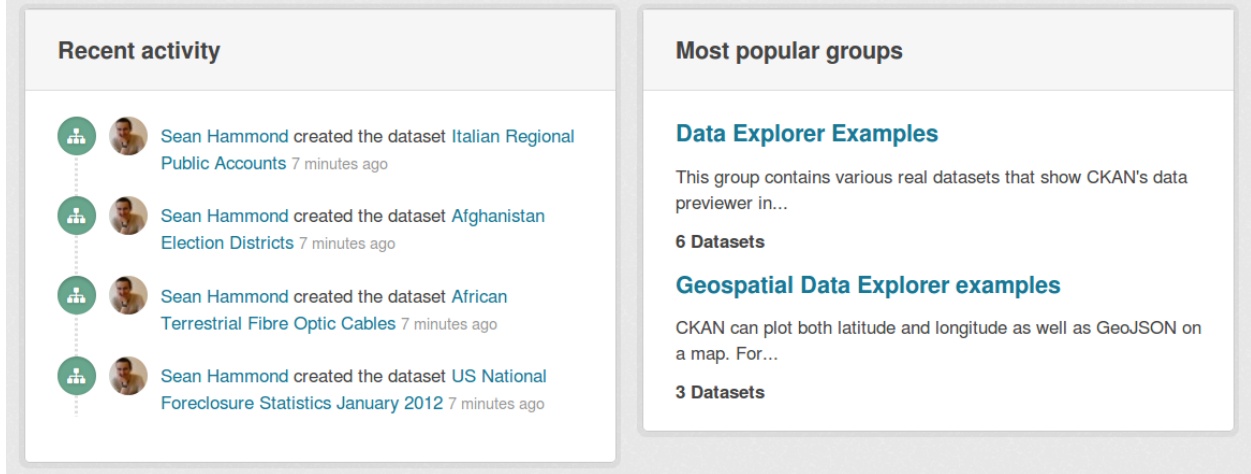 Recent activity
Sean Hammond created the dataset Italian Regional
Public Accounts 7 minutes ago
Sean Hammond created the dataset Afghanistan
Election Districts 7 minutes ago
Sean Hammond created the dataset African
Terrestrial Fibre Optic Cables 7 minutes ago
Sean Hammond created the dataset US National
Foreclosure Statistics January 2012 7 minutes ago
Most popular groups
Data Explorer Examples
This group contains various real datasets that show CKAN's data
previewer in...
6 Datasets
Geospatial Data Explorer examples
CKAN can plot both latitude and longitude as well as GeoJSON on
a map. For...
3 Datasets